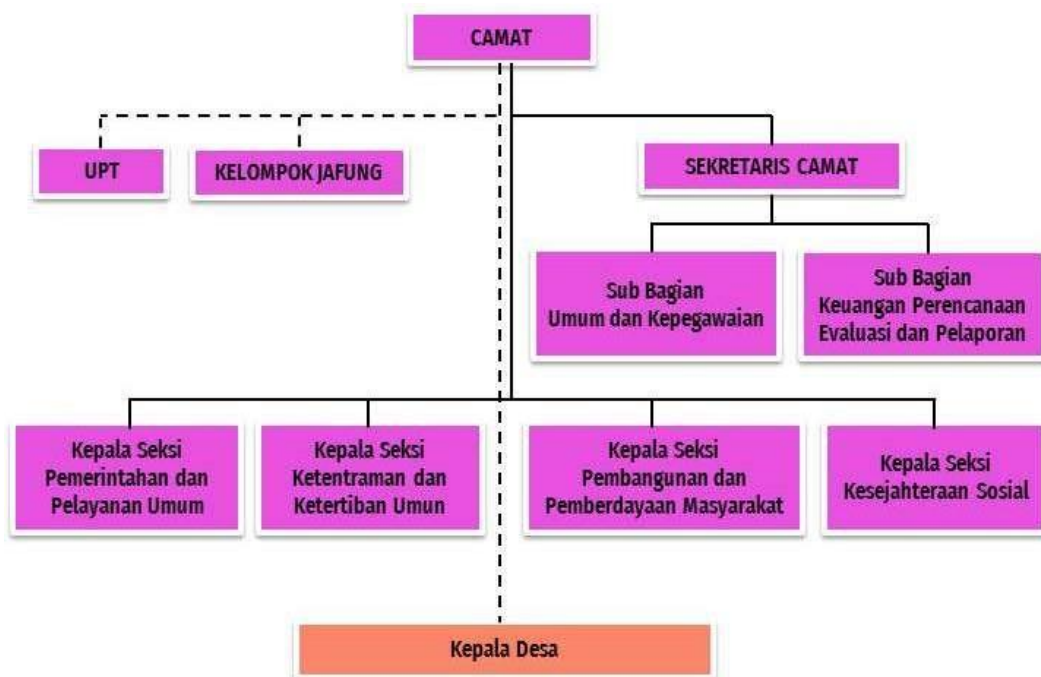 CAMAT
UPT
KELOMPOK JAFUNG
SEKRETARIS CAMAT
Sub Bagian
Umum dan Kepegawaian
Sub Bagian
Keuangan Perencanaan
Evaluasi dan Pelaporan
Kepala Seksi
Pemerintahan dan
Pelayanan Umum
Kepala Seksi
Ketentraman dan
Ketertiban Umun
Kepala Seksi
Pembangunan dan
Pemberdayaan Masyarakat
Kepala Seksi
Kesejahteraan Sosial
Kepala Desa